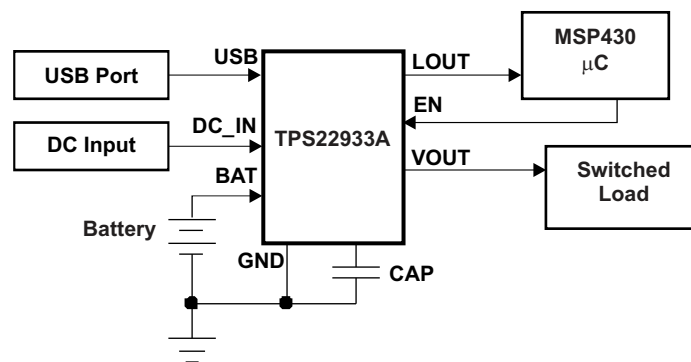 USB Port
DC Input
Battery
USB
DC_IN
BAT
GND
TPS22933A
CAP
LOUT
EN
VOUT
MSP430
μC
Switched
Load